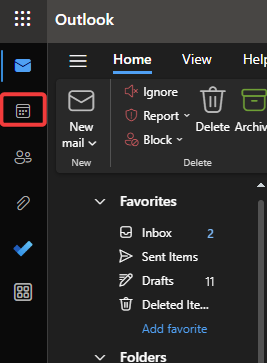 Outlook
Home View Help
New mail
Ignore
Report
Block
Delete
Archiv
New
Delete
Favorites
Inbox 2
Sent Items
Drafts 11
Deleted Ite...
Add favorite
Folders